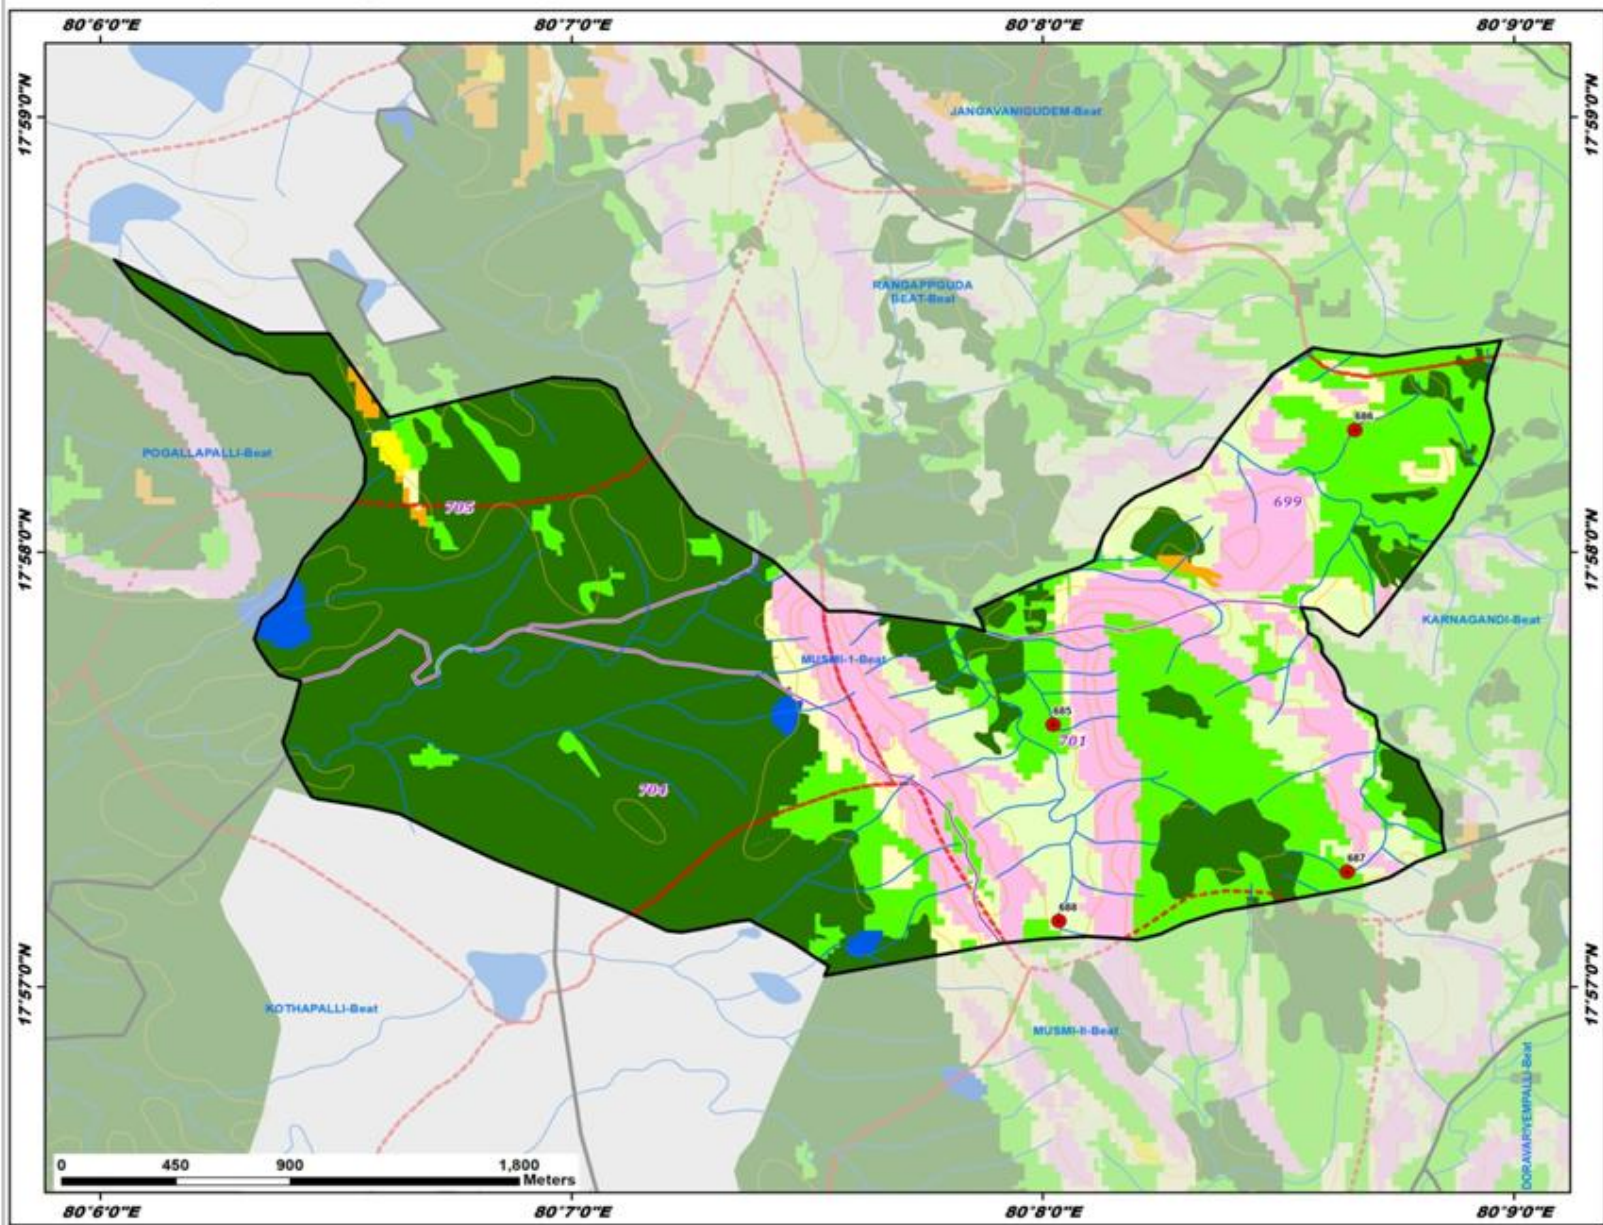 80°6'0"E 80°7'0"E 80°8'0"E 80°9'0"E
17°59'0"N
17°59'0"N
JANGAVANIGUDEM-Beat
RANGAPPGUDA
BEAT-Beat
686
POGALLAPALLI-Beat
699
705
17°58'0"N
17°58'0"N
KARNAGANDI-Beat
MUSMI-1-Beat
685
701
704
687
688
17°57'0"N
17°57'0"N
KOTHAPALLI-Beat
MUSMI-II-Beat
DORAVARIVEMPALLI-Beat
0 450 900 1,800
Meters
80°6'0"E 80°7'0"E 80°8'0"E 80°9'0"E